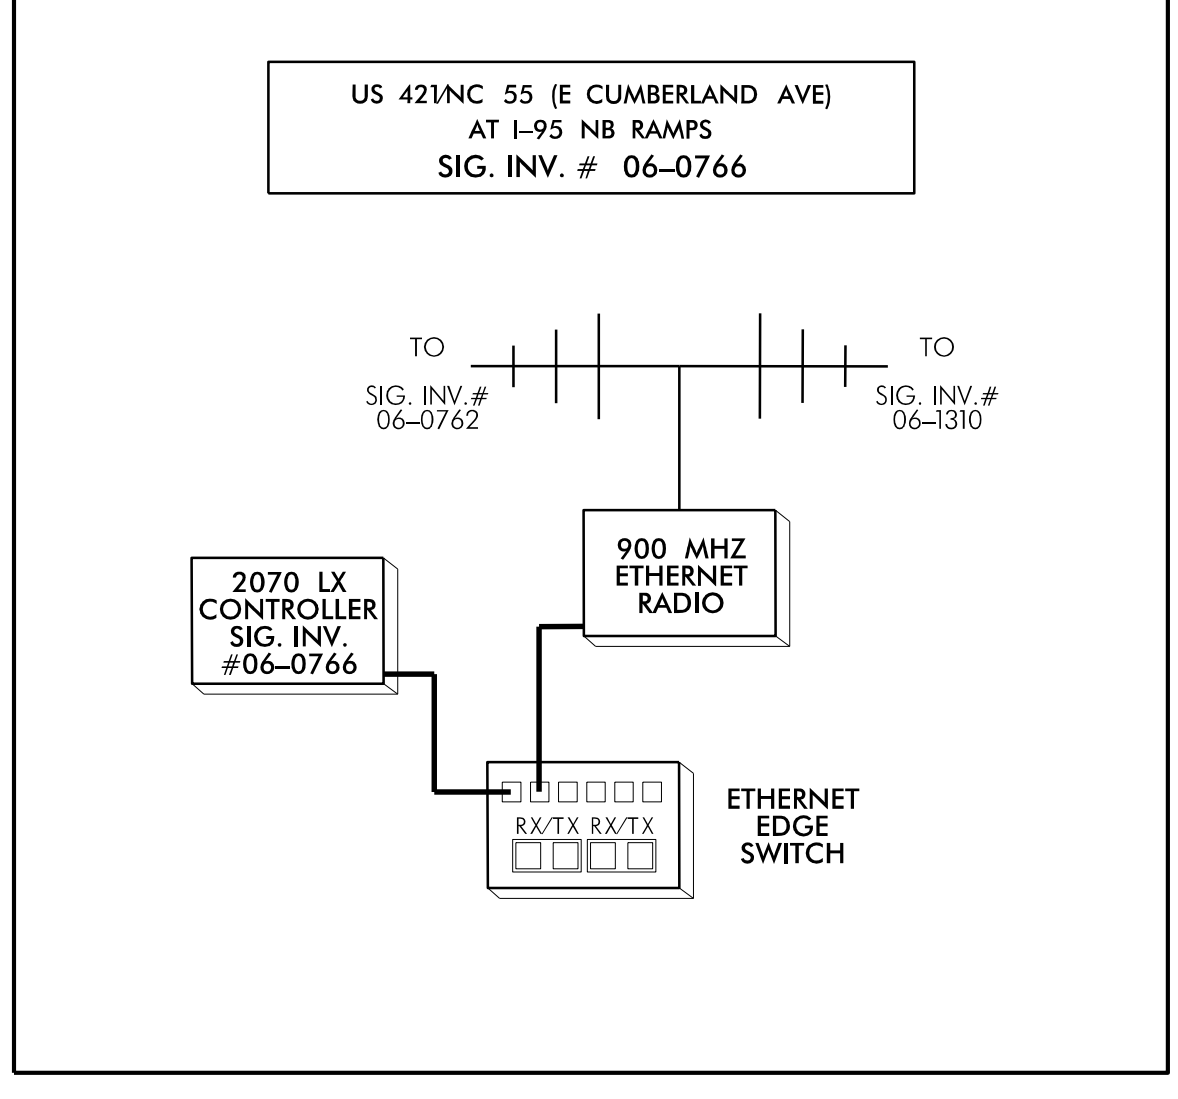 US 421/NC 55 (E CUMBERLAND AVE)
AT I–95 NB RAMPS
SIG. INV. # 06–0766
TO
SIG. INV.#
06–0762
TO
SIG. INV.#
06–1310
900 MHZ
ETHERNET
RADIO
2070 LX
CONTROLLER
SIG. INV.
#06–0766
RX/TX RX/TX
ETHERNET
EDGE
SWITCH